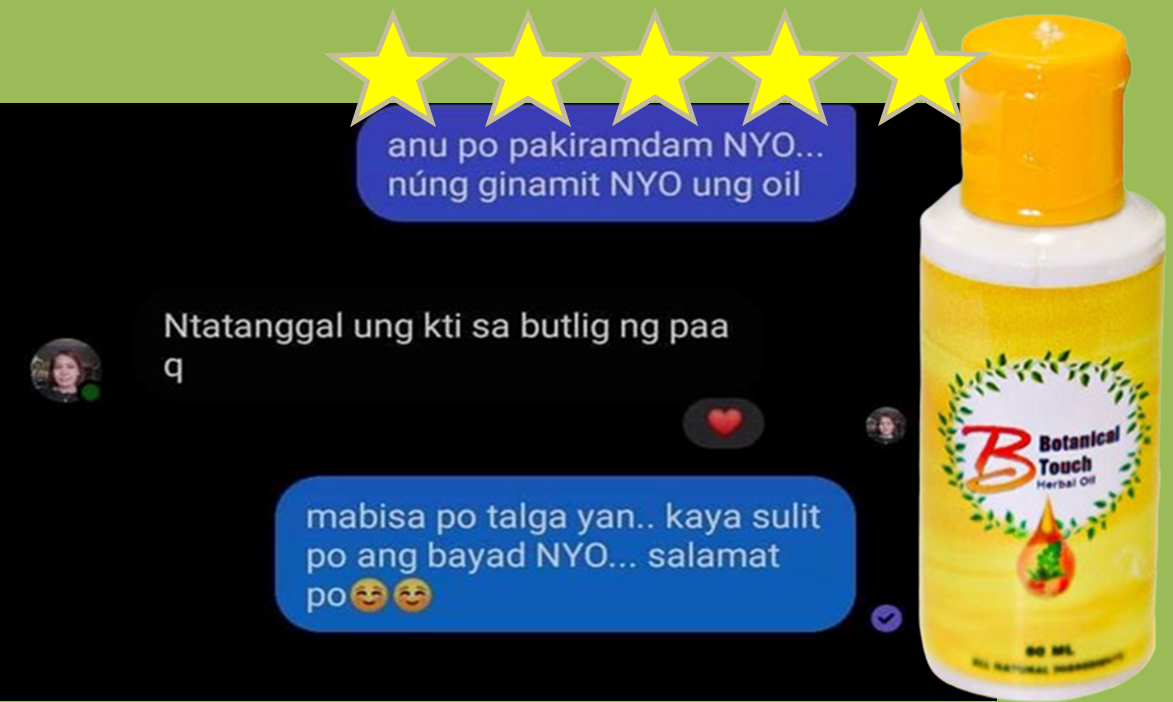 anu po pakiramdam NYO...
núng ginamit NYO ung oil
Ntatanggal ung kti sa butlig ng paa
q
mabisa po talga yan.. kaya sulit
po ang bayad NYO... salamat
po☺️☺️
B
Botanical
Touch
Herbal Oil
60 ML
ALL NATURAL INGREDIENTS